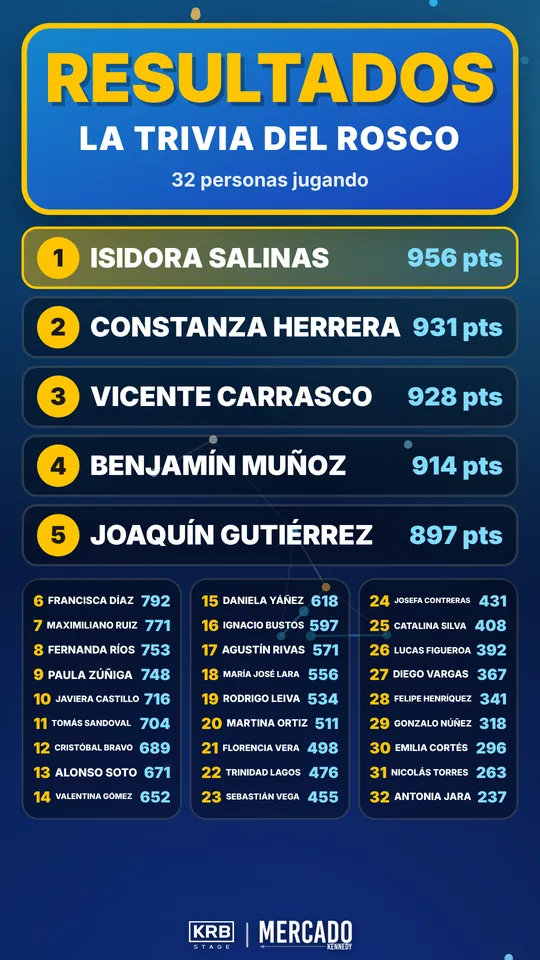 RESULTADOS
LA TRIVIA DEL ROSCO
32 personas jugando
1 ISIDORA SALINAS 956 pts
2 CONSTANZA HERRERA 931 pts
3 VICENTE CARRASCO 928 pts
4 BENJAMÍN MUÑOZ 914 pts
5 JOAQUÍN GUTIÉRREZ 897 pts
6 FRANCISCA DÍAZ 792
7 MAXIMILIANO RUIZ 771
8 FERNANDA RÍOS 753
9 PAULA ZÚÑIGA 748
10 JAVIERA CASTILLO 716
11 TOMÁS SANDOVAL 704
12 CRISTÓBAL BRAVO 689
13 ALONSO SOTO 671
14 VALENTINA GÓMEZ 652
15 DANIELA YÁÑEZ 618
16 IGNACIO BUSTOS 597
17 AGUSTÍN RIVAS 571
18 MARÍA JOSÉ LARA 556
19 RODRIGO LEIVA 534
20 MARTINA ORTIZ 511
21 FLORENCIA VERA 498
22 TRINIDAD LAGOS 476
23 SEBASTIÁN VEGA 455
24 JOSEFA CONTRERAS 431
25 CATALINA SILVA 408
26 LUCAS FIGUEROA 392
27 DIEGO VARGAS 367
28 FELIPE HENRÍQUEZ 341
29 GONZALO NÚÑEZ 318
30 EMILIA CORTÉS 296
31 NICOLÁS TORRES 263
32 ANTONIA JARA 237
KRB
STAGE
MERCADO
KENNEDY